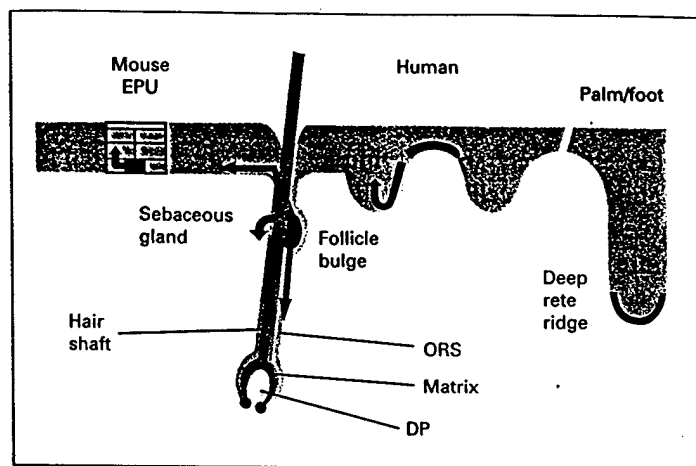 Mouse
EPU
Human
Palm/foot
Sebaceous
gland
Follicle
bulge
Deep
rete
ridge
Hair
shaft
ORS
Matrix
DP